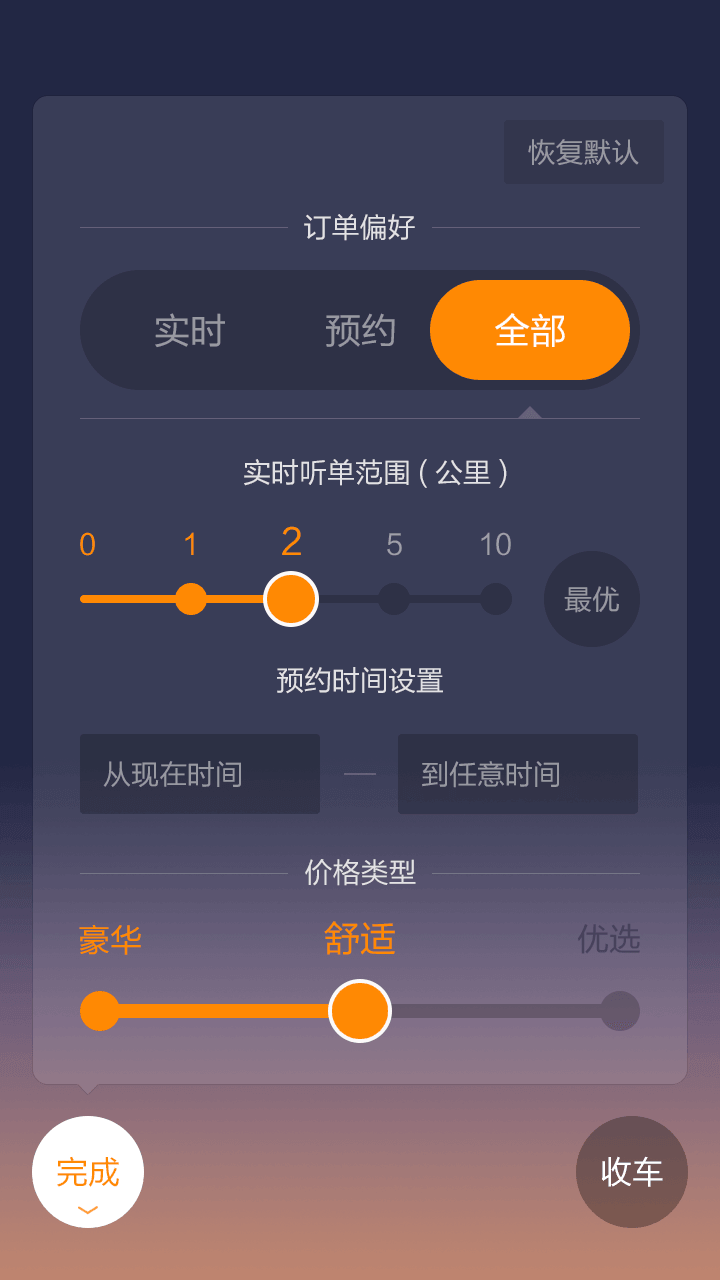 恢复默认
订单偏好
实时 预约 全部
实时听单范围（公里）
0 1 2 5 10
最优
预约时间设置
从现在时间 — 到任意时间
价格类型
豪华 舒适 优选
完成 收车